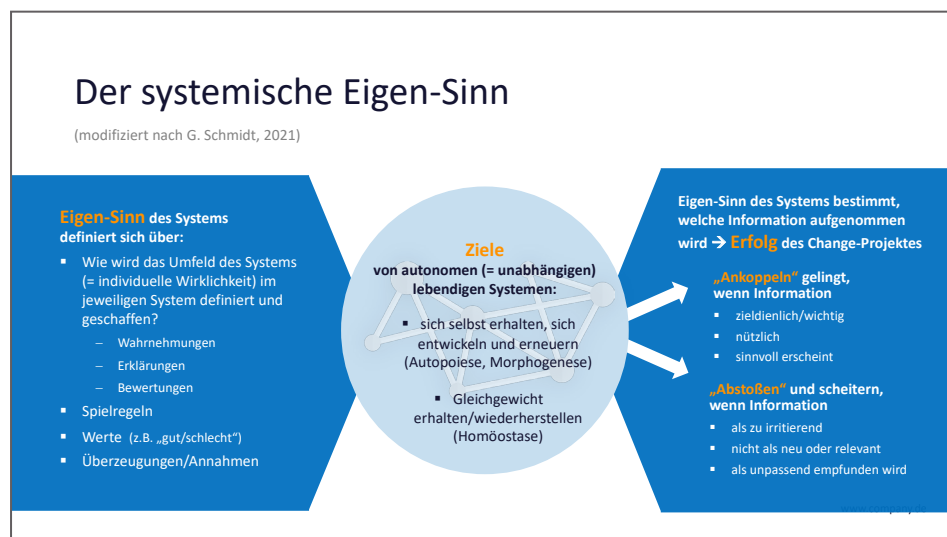 Der systemische Eigen-Sinn
(modifiziert nach G. Schmidt, 2021)
Eigen-Sinn des Systems
definiert sich über:
▪ Wie wird das Umfeld des Systems
(= individuelle Wirklichkeit) im
jeweiligen System definiert und
geschaffen?
– Wahrnehmungen
– Erklärungen
– Bewertungen
▪ Spielregeln
▪ Werte (z.B. „gut/schlecht“)
▪ Überzeugungen/Annahmen
Ziele
von autonomen (= unabhängigen)
lebendigen Systemen:
▪ sich selbst erhalten, sich
entwickeln und erneuern
(Autopoiese, Morphogenese)
▪ Gleichgewicht
erhalten/wiederherstellen
(Homöostase)
Eigen-Sinn des Systems bestimmt,
welche Information aufgenommen
wird → Erfolg des Change-Projektes
„Ankoppeln“ gelingt,
wenn Information
▪ zieldienlich/wichtig
▪ nützlich
▪ sinnvoll erscheint
„Abstoßen“ und scheitern,
wenn Information
▪ als zu irritierend
▪ nicht als neu oder relevant
▪ als unpassend empfunden wird
www.company.de